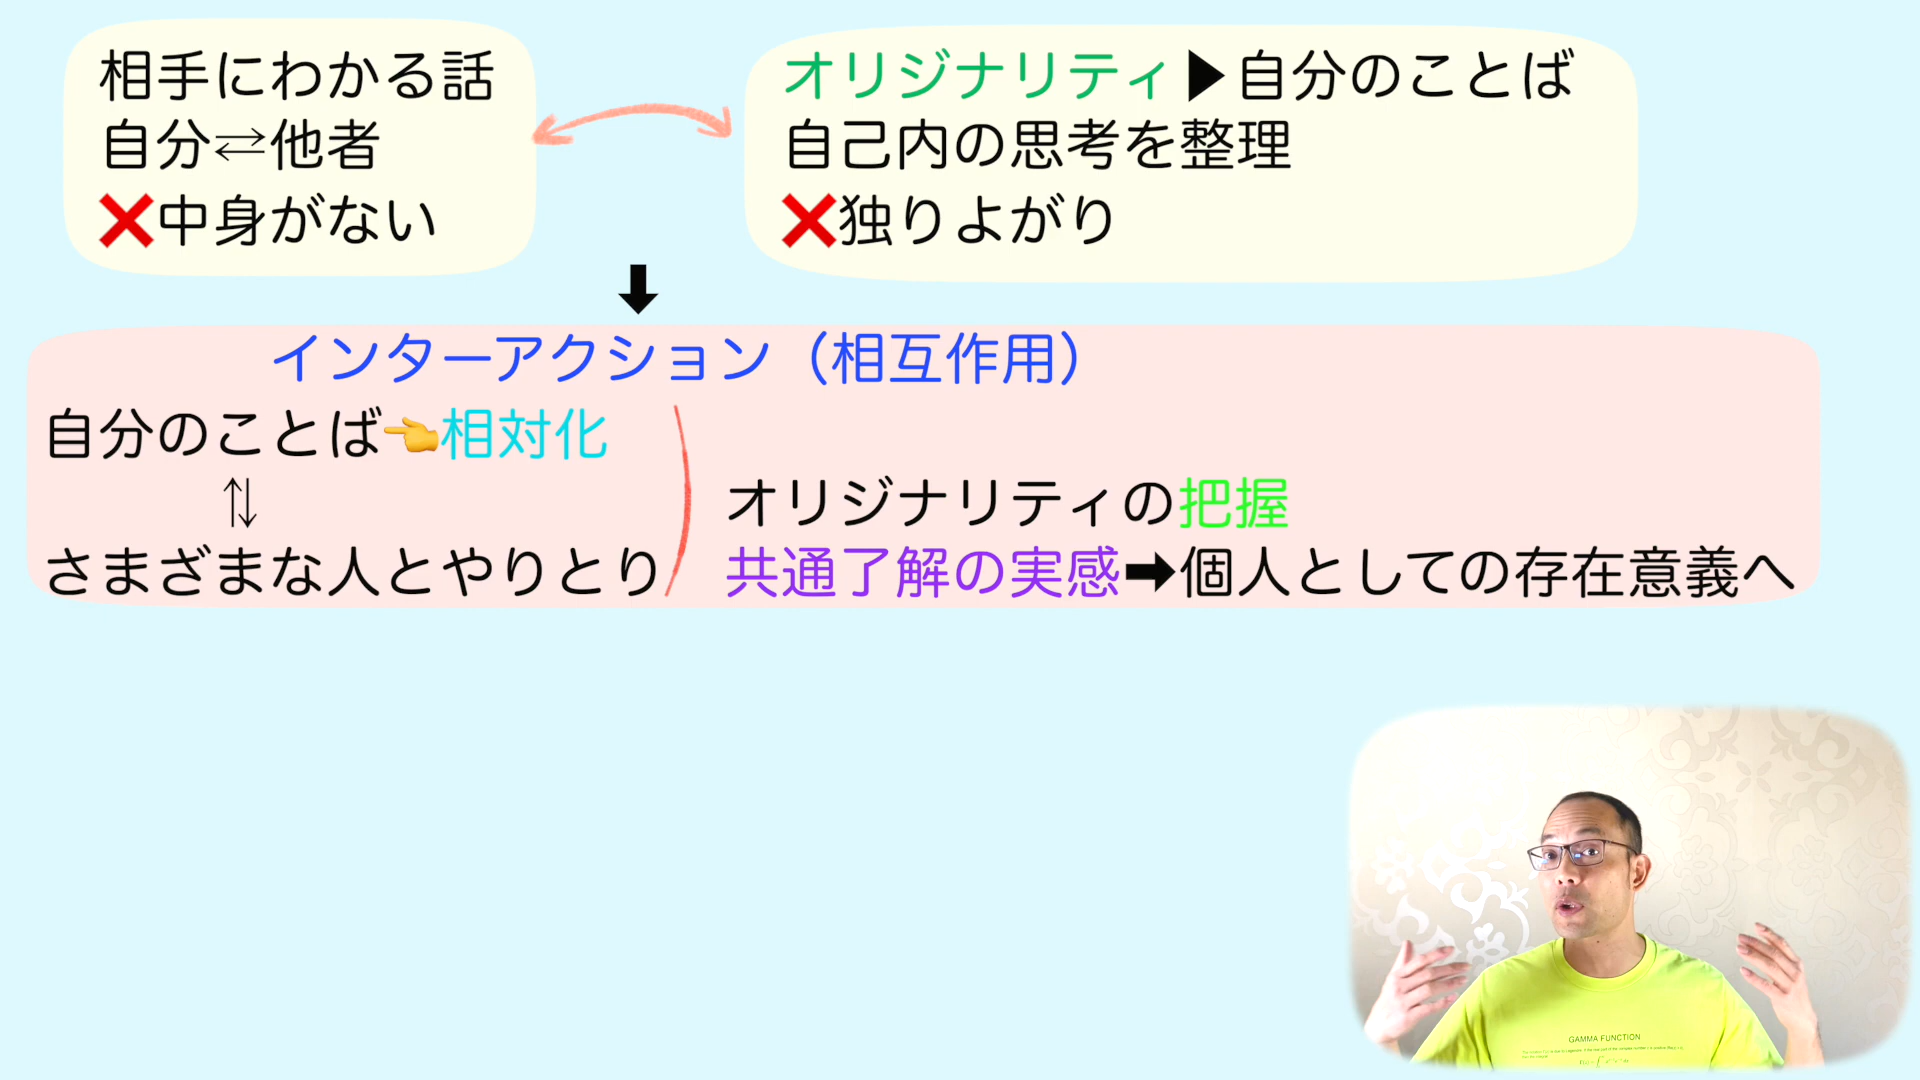 相手にわかる話
自分⇄他者
❌中身がない
オリジナリティ▶自分のことば
自己内の思考を整理
❌独りよがり
⬇
インターアクション（相互作用）
自分のことば👈相対化
⇅
さまざまな人とやりとり
オリジナリティの把握
共通了解の実感➡個人としての存在意義へ
GAMMA FUNCTION